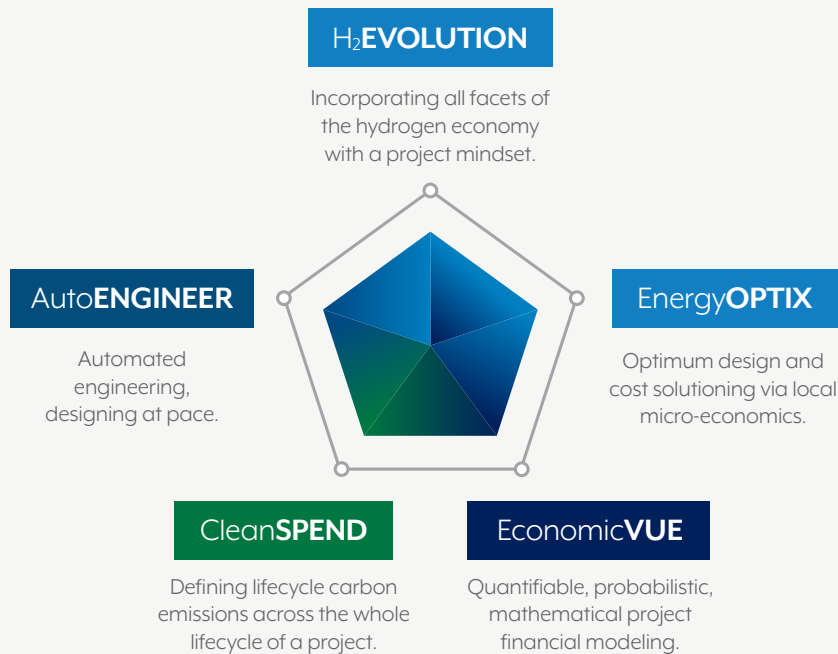 H₂EVOLUTION
Incorporating all facets of
the hydrogen economy
with a project mindset.
AutoENGINEER
Automated
engineering,
designing at pace.
EnergyOPTIX
Optimum design and
cost solutioning via local
micro-economics.
CleanSPEND
Defining lifecycle carbon
emissions across the whole
lifecycle of a project.
EconomicVUE
Quantifiable, probabilistic,
mathematical project
financial modeling.